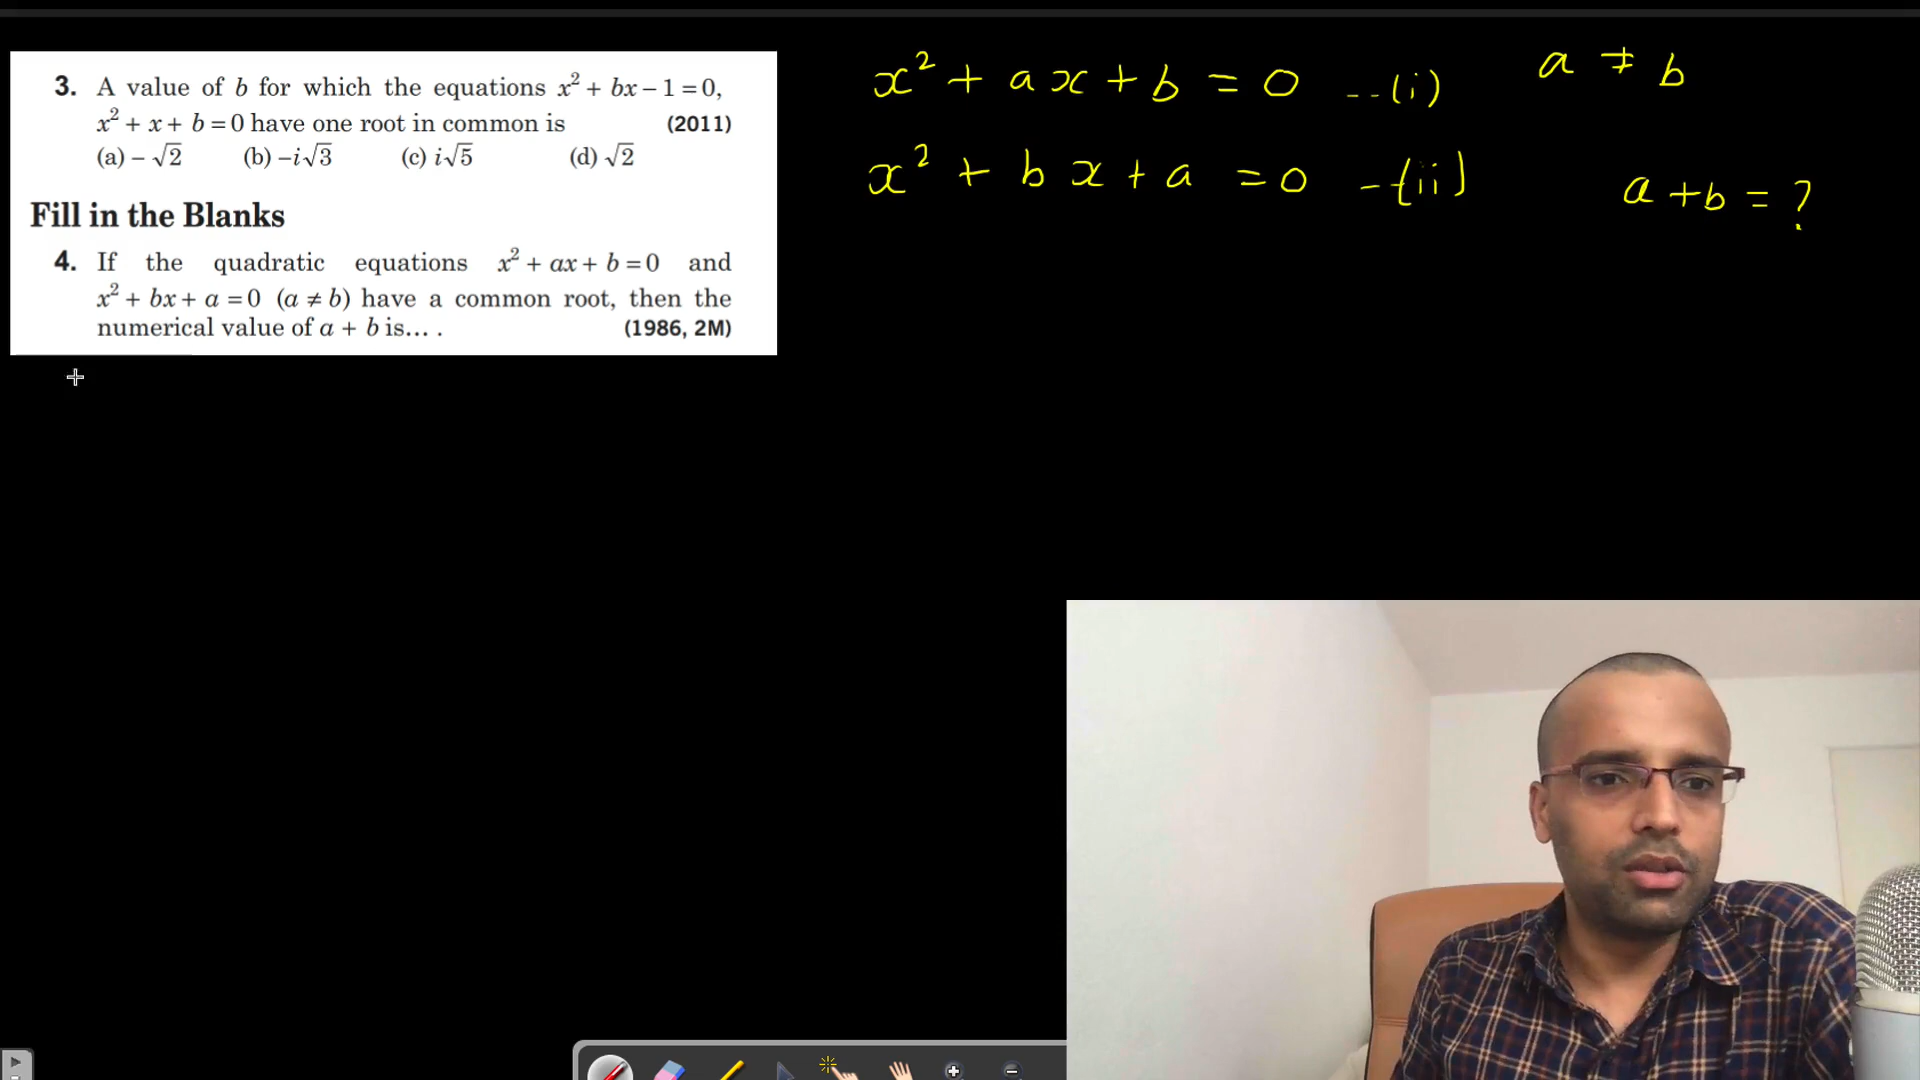 3. A value of b for which the equations x² + bx − 1 = 0,
x² + x + b = 0 have one root in common is (2011)
(a) − √2 (b) −i√3 (c) i√5 (d) √2
Fill in the Blanks
4. If the quadratic equations x² + ax + b = 0 and
x² + bx + a = 0 (a ≠ b) have a common root, then the
numerical value of a + b is... . (1986, 2M)
x² + ax + b = 0 --(i) a ≠ b
x² + bx + a = 0 -(ii)
a + b = ?